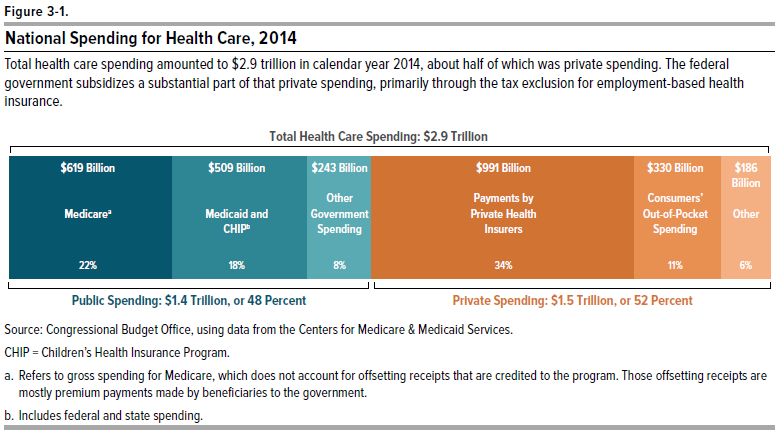 Figure 3-1.
National Spending for Health Care, 2014
Total health care spending amounted to $2.9 trillion in calendar year 2014, about half of which was private spending. The federal
government subsidizes a substantial part of that private spending, primarily through the tax exclusion for employment-based health
insurance.
Total Health Care Spending: $2.9 Trillion
$619 Billion
Medicareᵃ
22%
$509 Billion
Medicaid and
CHIPᵇ
18%
$243 Billion
Other
Government
Spending
8%
$991 Billion
Payments by
Private Health
Insurers
34%
$330 Billion
Consumers'
Out-of-Pocket
Spending
11%
$186
Billion
Other
6%
Public Spending: $1.4 Trillion, or 48 Percent
Private Spending: $1.5 Trillion, or 52 Percent
Source: Congressional Budget Office, using data from the Centers for Medicare & Medicaid Services.
CHIP = Children's Health Insurance Program.
a. Refers to gross spending for Medicare, which does not account for offsetting receipts that are credited to the program. Those offsetting receipts are
mostly premium payments made by beneficiaries to the government.
b. Includes federal and state spending.